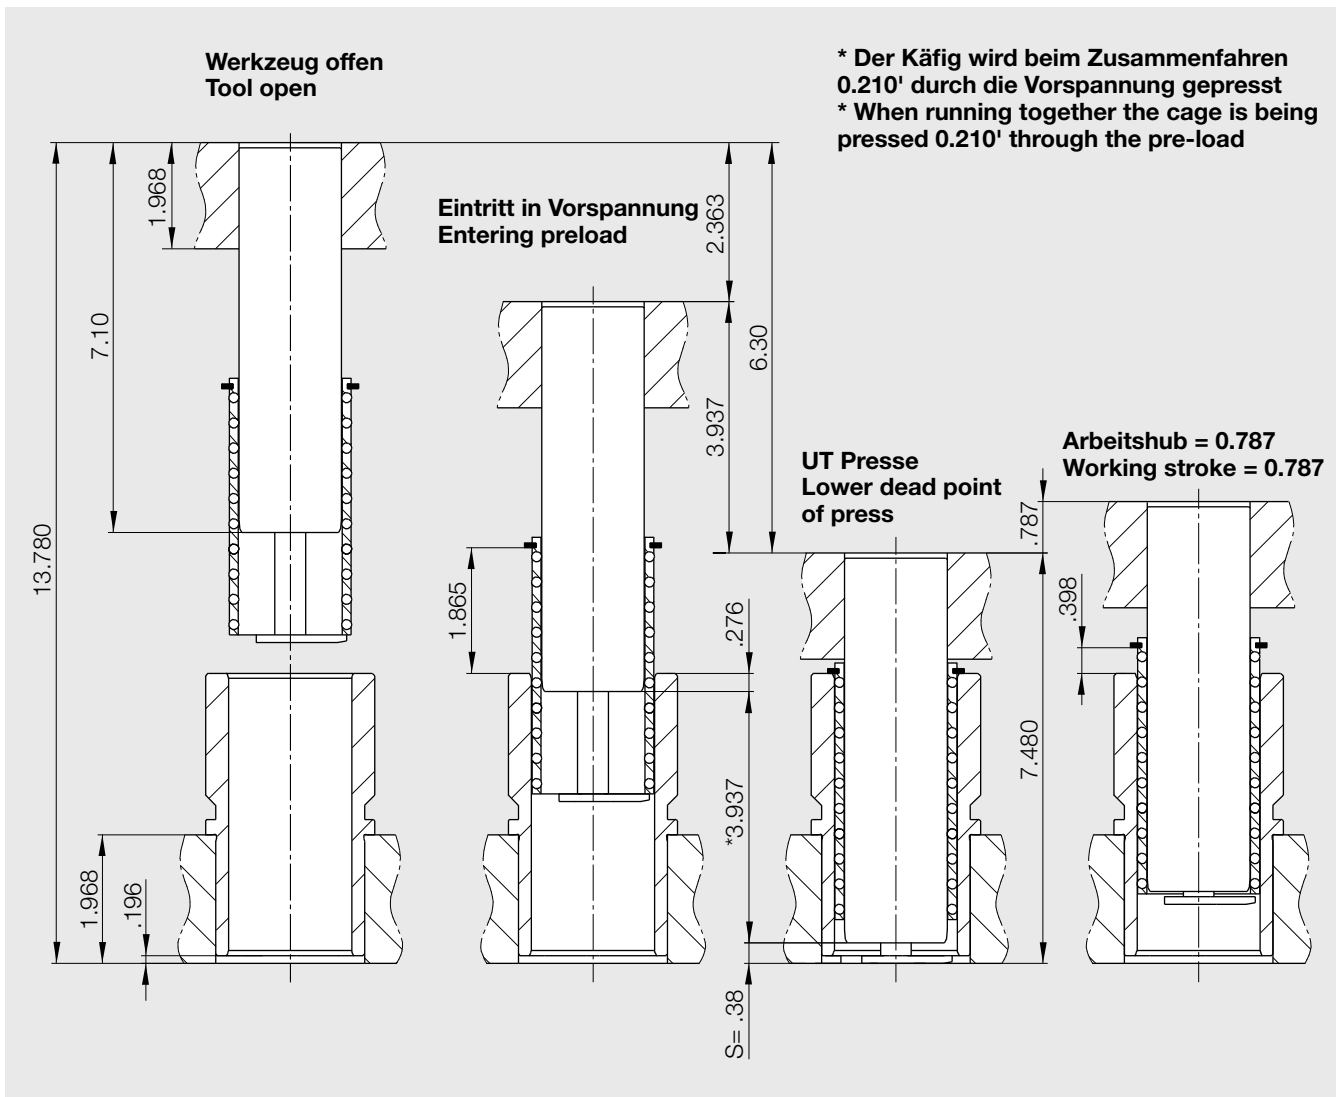 Werkzeug offen
Tool open
* Der Käfig wird beim Zusammenfahren
0.210' durch die Vorspannung gepresst
* When running together the cage is being
pressed 0.210' through the pre-load
13.780
7.10
1.968
1.968
.196
Eintritt in Vorspannung
Entering preload
2.363
3.937
6.30
1.865
.276
*3.937
S= .38
UT Presse
Lower dead point
of press
Arbeitshub = 0.787
Working stroke = 0.787
.787
.398
7.480